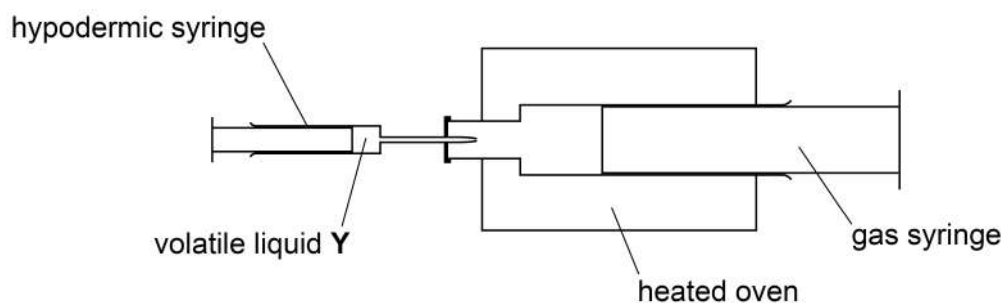 hypodermic syringe
volatile liquid Y
gas syringe
heated oven